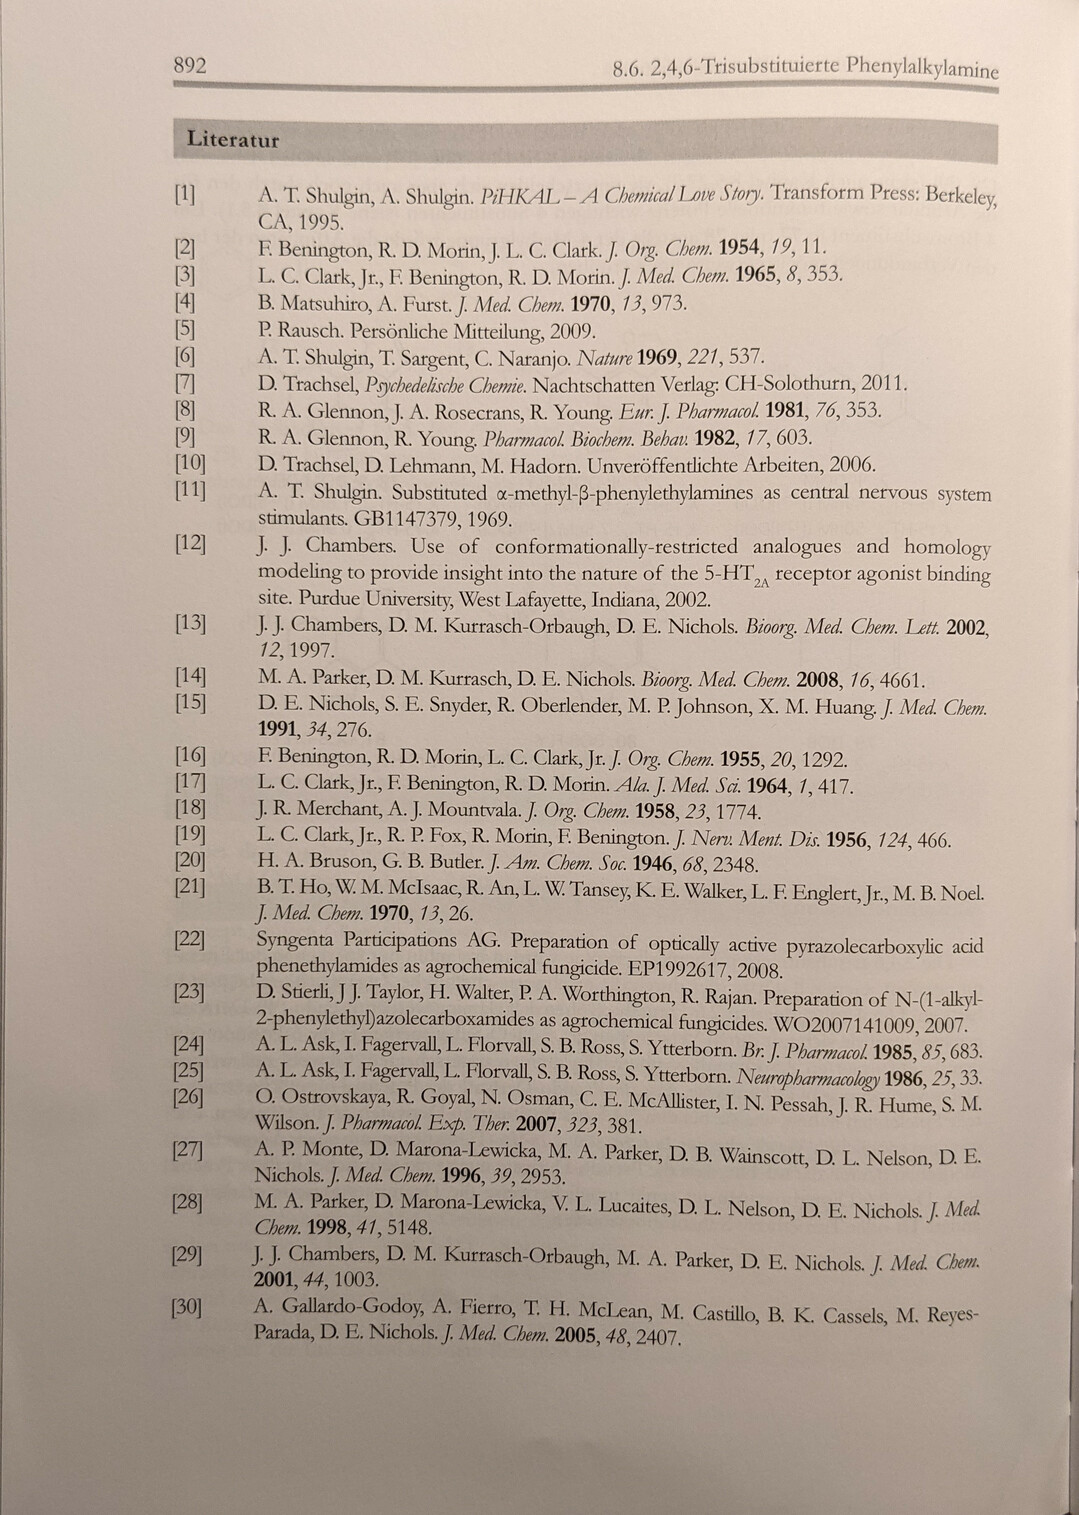 892
8.6. 2,4,6-Trisubstituierte Phenylalkylamine
Literatur
[1] A. T. Shulgin, A. Shulgin. PiHKAL – A Chemical Love Story. Transform Press: Berkeley,
CA, 1995.
[2] F. Benington, R. D. Morin, J. L. C. Clark. J. Org. Chem. 1954, 19, 11.
[3] L. C. Clark, Jr., F. Benington, R. D. Morin. J. Med. Chem. 1965, 8, 353.
[4] B. Matsuhiro, A. Furst. J. Med. Chem. 1970, 13, 973.
[5] P. Rausch. Persönliche Mitteilung, 2009.
[6] A. T. Shulgin, T. Sargent, C. Naranjo. Nature 1969, 221, 537.
[7] D. Trachsel, Psychedelische Chemie. Nachtschatten Verlag: CH-Solothurn, 2011.
[8] R. A. Glennon, J. A. Rosecrans, R. Young. Eur. J. Pharmacol. 1981, 76, 353.
[9] R. A. Glennon, R. Young. Pharmacol. Biochem. Behav. 1982, 17, 603.
[10] D. Trachsel, D. Lehmann, M. Hadorn. Unveröffentlichte Arbeiten, 2006.
[11] A. T. Shulgin. Substituted α-methyl-β-phenylethylamines as central nervous system
stimulants. GB1147379, 1969.
[12] J. J. Chambers. Use of conformationally-restricted analogues and homology
modeling to provide insight into the nature of the 5-HT2A receptor agonist binding
site. Purdue University, West Lafayette, Indiana, 2002.
[13] J. J. Chambers, D. M. Kurrasch-Orbaugh, D. E. Nichols. Bioorg. Med. Chem. Lett. 2002,
12, 1997.
[14] M. A. Parker, D. M. Kurrasch, D. E. Nichols. Bioorg. Med. Chem. 2008, 16, 4661.
[15] D. E. Nichols, S. E. Snyder, R. Oberlender, M. P. Johnson, X. M. Huang. J. Med. Chem.
1991, 34, 276.
[16] F. Benington, R. D. Morin, L. C. Clark, Jr. J. Org. Chem. 1955, 20, 1292.
[17] L. C. Clark, Jr., F. Benington, R. D. Morin. Ala. J. Med. Sci. 1964, 1, 417.
[18] J. R. Merchant, A. J. Mountvala. J. Org. Chem. 1958, 23, 1774.
[19] L. C. Clark, Jr., R. P. Fox, R. Morin, F. Benington. J. Nerv. Ment. Dis. 1956, 124, 466.
[20] H. A. Bruson, G. B. Butler. J. Am. Chem. Soc. 1946, 68, 2348.
[21] B. T. Ho, W. M. McIsaac, R. An, L. W. Tansey, K. E. Walker, L. F. Englert, Jr., M. B. Noel.
J. Med. Chem. 1970, 13, 26.
[22] Syngenta Participations AG. Preparation of optically active pyrazolecarboxylic acid
phenethylamides as agrochemical fungicide. EP1992617, 2008.
[23] D. Stierli, J J. Taylor, H. Walter, P. A. Worthington, R. Rajan. Preparation of N-(1-alkyl-
2-phenylethyl)azolecarboxamides as agrochemical fungicides. WO2007141009, 2007.
[24] A. L. Ask, I. Fagervall, L. Florvall, S. B. Ross, S. Ytterborn. Br. J. Pharmacol. 1985, 85, 683.
[25] A. L. Ask, I. Fagervall, L. Florvall, S. B. Ross, S. Ytterborn. Neuropharmacology 1986, 25, 33.
[26] O. Ostrovskaya, R. Goyal, N. Osman, C. E. McAllister, I. N. Pessah, J. R. Hume, S. M.
Wilson. J. Pharmacol. Exp. Ther. 2007, 323, 381.
[27] A. P. Monte, D. Marona-Lewicka, M. A. Parker, D. B. Wainscott, D. L. Nelson, D. E.
Nichols. J. Med. Chem. 1996, 39, 2953.
[28] M. A. Parker, D. Marona-Lewicka, V. L. Lucaites, D. L. Nelson, D. E. Nichols. J. Med.
Chem. 1998, 41, 5148.
[29] J. J. Chambers, D. M. Kurrasch-Orbaugh, M. A. Parker, D. E. Nichols. J. Med. Chem.
2001, 44, 1003.
[30] A. Gallardo-Godoy, A. Fierro, T. H. McLean, M. Castillo, B. K. Cassels, M. Reyes-
Parada, D. E. Nichols. J. Med. Chem. 2005, 48, 2407.